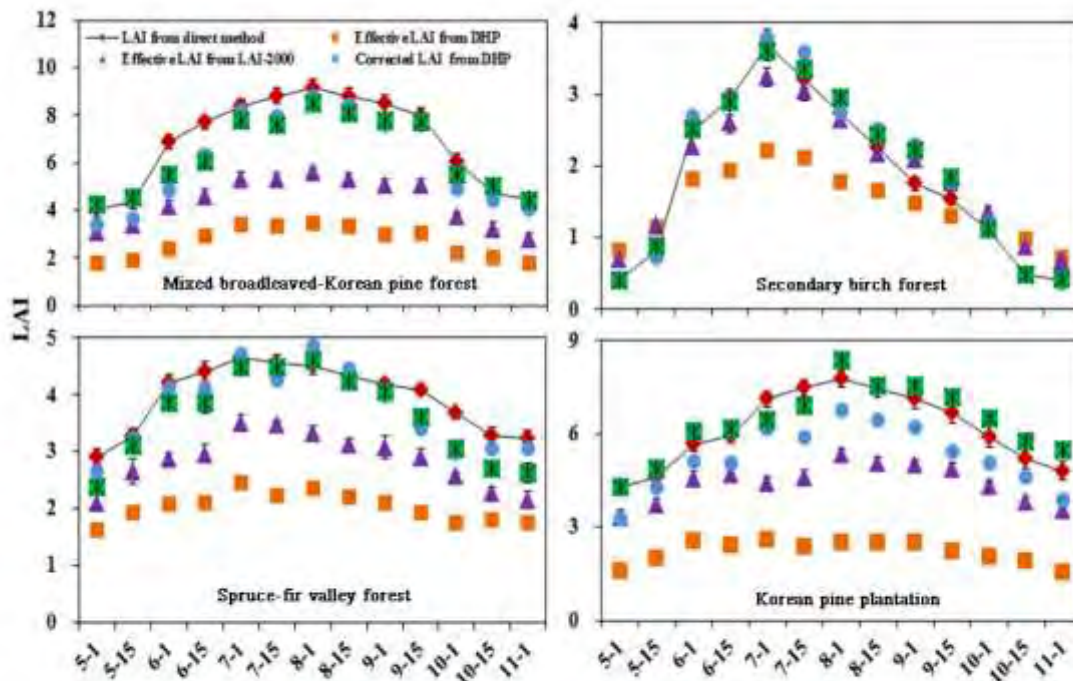 LAI
12
10
8
6
4
2
0
LAI from direct method
Effective LAI from DHP
Effective LAI from LAI-2000
Corrected LAI from DHP
Mixed broadleaved-Korean pine forest
4
3
2
1
0
Secondary birch forest
5
4
3
2
1
0
Spruce-fir valley forest
5-1 5-15 6-1 6-15 7-1 7-15 8-1 8-15 9-1 9-15 10-1 10-15 11-1
9
6
3
0
Korean pine plantation
5-1 5-15 6-1 6-15 7-1 7-15 8-1 8-15 9-1 9-15 10-1 10-15 11-1